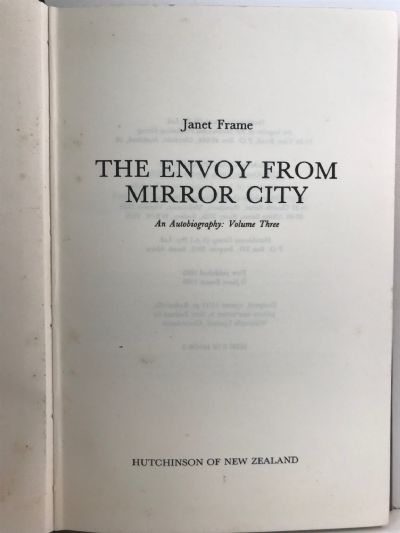 Janet Frame
THE ENVOY FROM
MIRROR CITY
An Autobiography: Volume Three
HUTCHINSON OF NEW ZEALAND